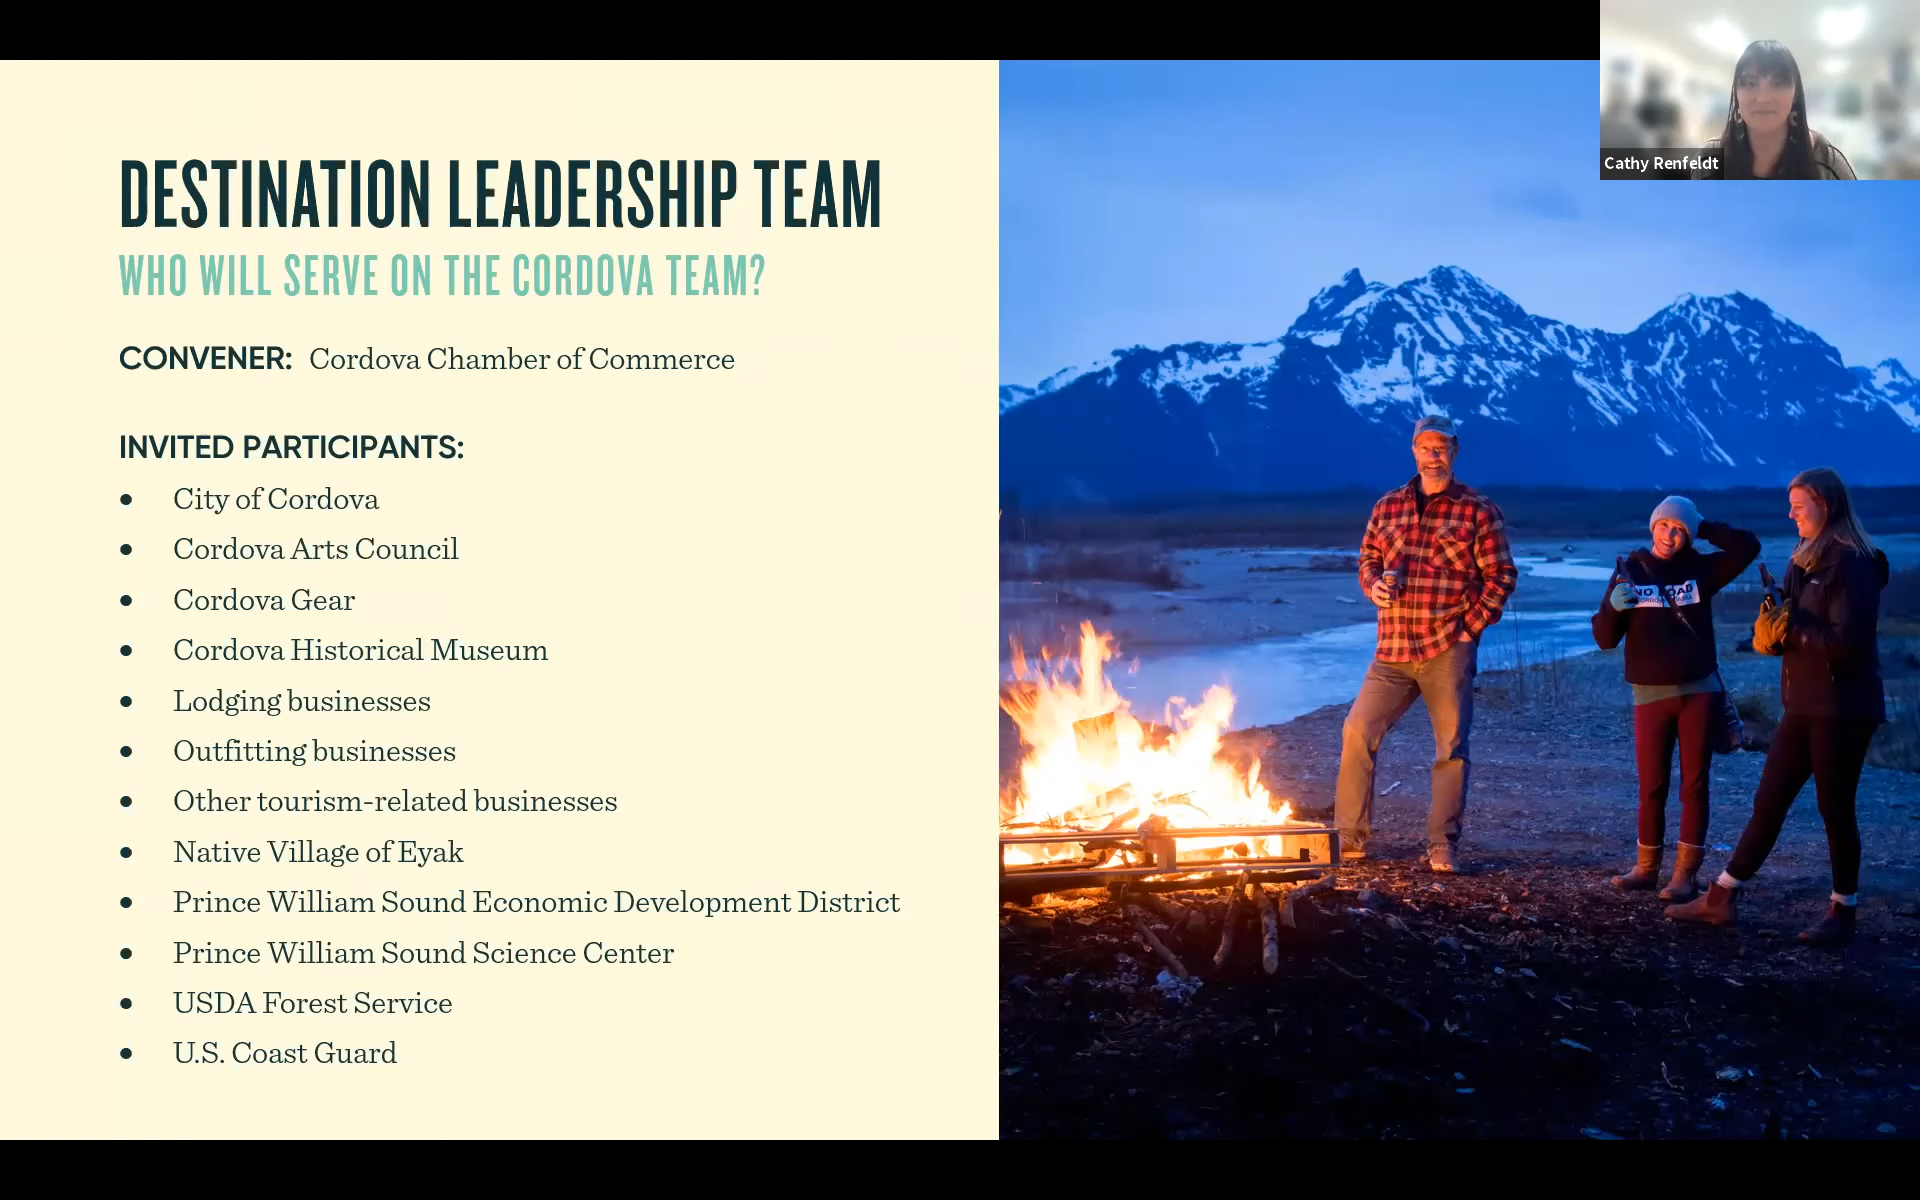 Cathy Renfeldt
DESTINATION LEADERSHIP TEAM
WHO WILL SERVE ON THE CORDOVA TEAM?
CONVENER: Cordova Chamber of Commerce
INVITED PARTICIPANTS:
• City of Cordova
• Cordova Arts Council
• Cordova Gear
• Cordova Historical Museum
• Lodging businesses
• Outfitting businesses
• Other tourism-related businesses
• Native Village of Eyak
• Prince William Sound Economic Development District
• Prince William Sound Science Center
• USDA Forest Service
• U.S. Coast Guard
NO